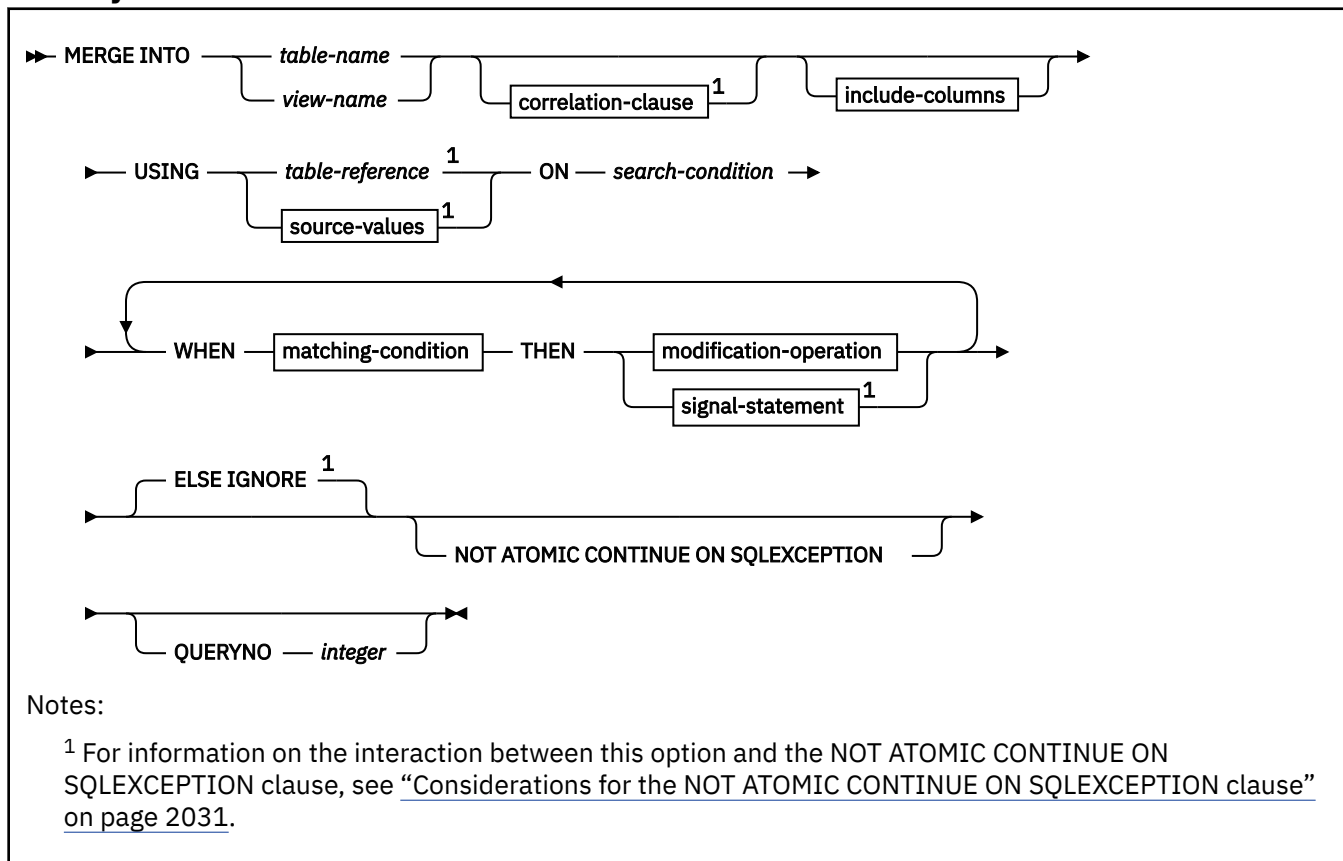 MERGE INTO table-name
view-name
correlation-clause 1
include-columns
USING table-reference 1 ON search-condition
source-values 1
WHEN matching-condition THEN modification-operation
signal-statement 1
ELSE IGNORE 1
NOT ATOMIC CONTINUE ON SQLEXCEPTION
QUERYNO integer
Notes:
1 For information on the interaction between this option and the NOT ATOMIC CONTINUE ON
SQLEXCEPTION clause, see “Considerations for the NOT ATOMIC CONTINUE ON SQLEXCEPTION clause”
on page 2031.